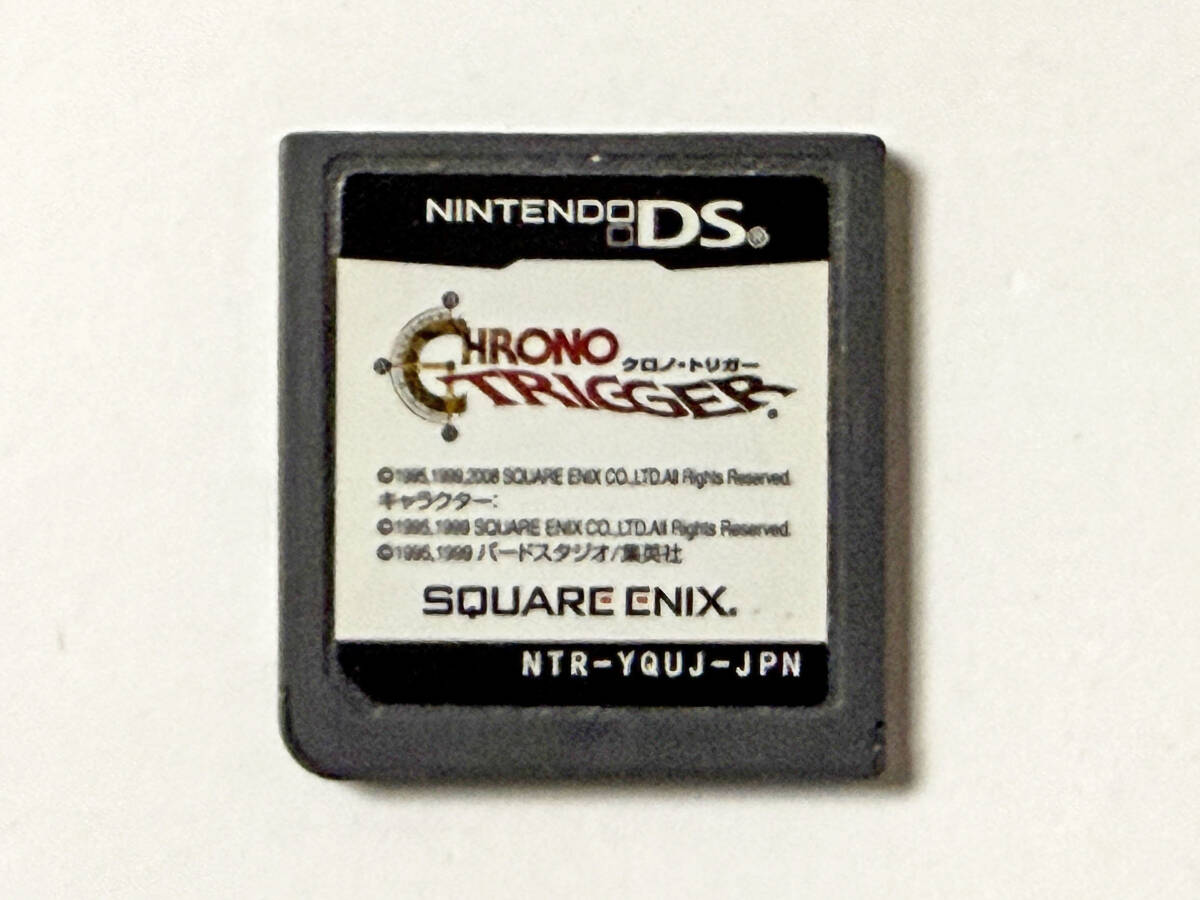 NINTENDO DS®
CHRONO
クロノ・トリガー
TRIGGER
©1995,1999,2008 SQUARE ENIX CO.,LTD.All Rights Reserved.
キャラクター:
©1995,1999 SQUARE ENIX CO.,LTD.All Rights Reserved.
©1995,1999 バードスタジオ/集英社
SQUARE ENIX.
NTR-YQUJ-JPN